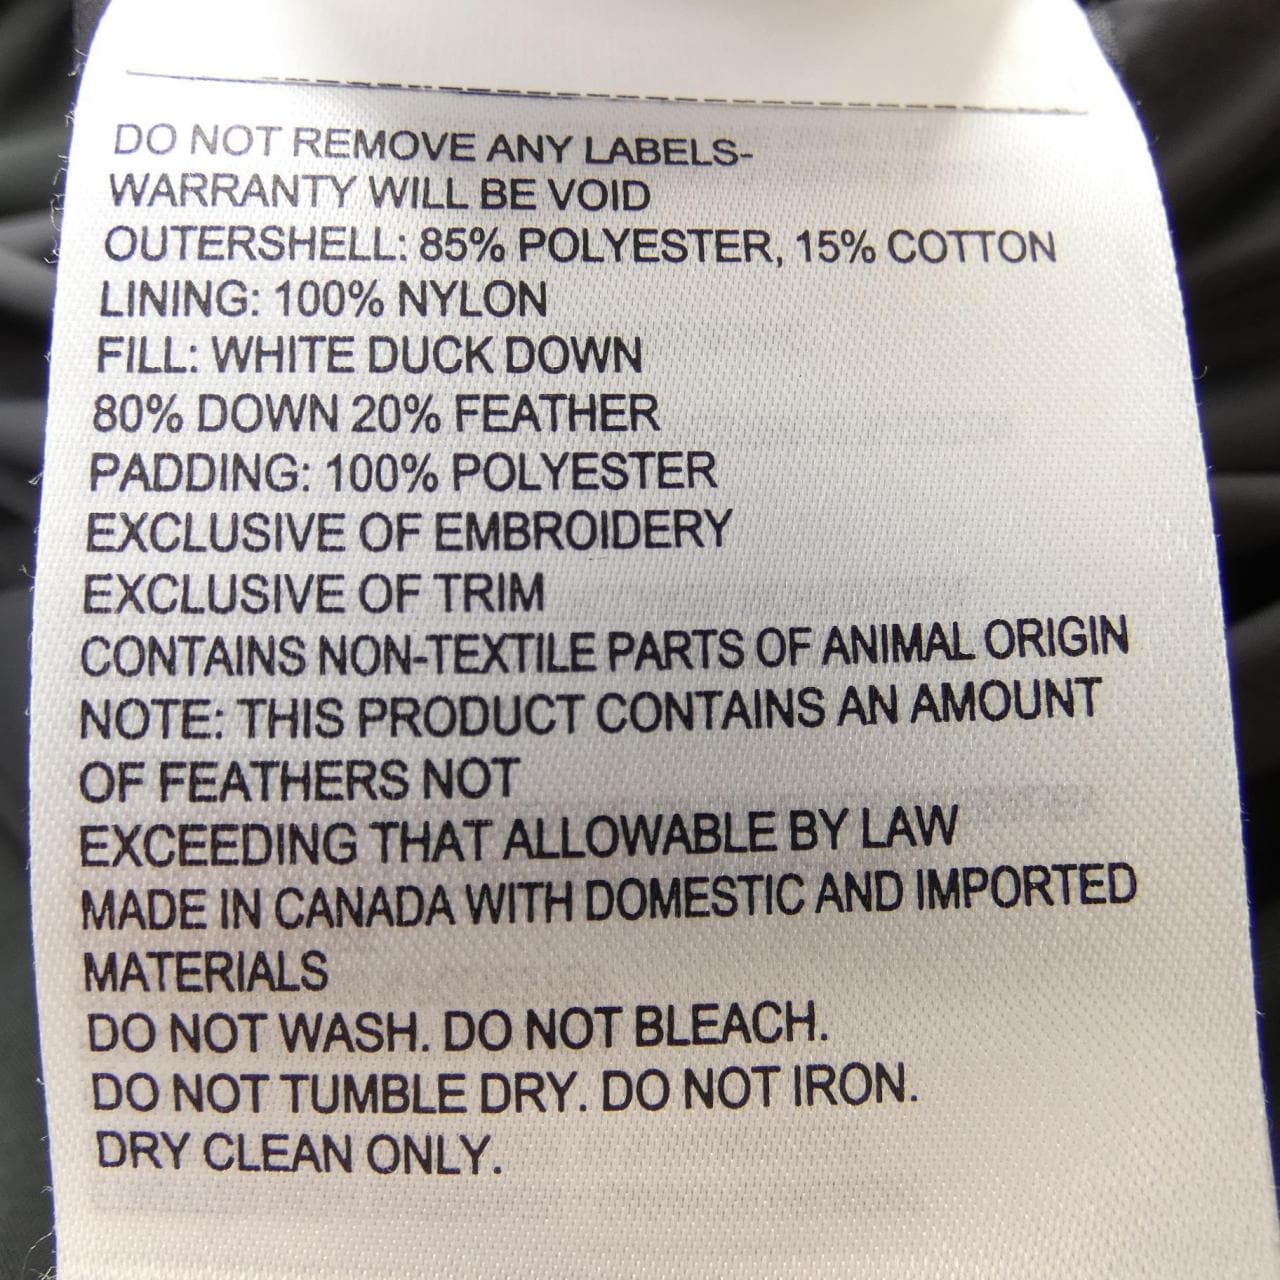 DO NOT REMOVE ANY LABELS-
WARRANTY WILL BE VOID
OUTERSHELL: 85% POLYESTER, 15% COTTON
LINING: 100% NYLON
FILL: WHITE DUCK DOWN
80% DOWN 20% FEATHER
PADDING: 100% POLYESTER
EXCLUSIVE OF EMBROIDERY
EXCLUSIVE OF TRIM
CONTAINS NON-TEXTILE PARTS OF ANIMAL ORIGIN
NOTE: THIS PRODUCT CONTAINS AN AMOUNT
OF FEATHERS NOT
EXCEEDING THAT ALLOWABLE BY LAW
MADE IN CANADA WITH DOMESTIC AND IMPORTED
MATERIALS
DO NOT WASH. DO NOT BLEACH.
DO NOT TUMBLE DRY. DO NOT IRON.
DRY CLEAN ONLY.